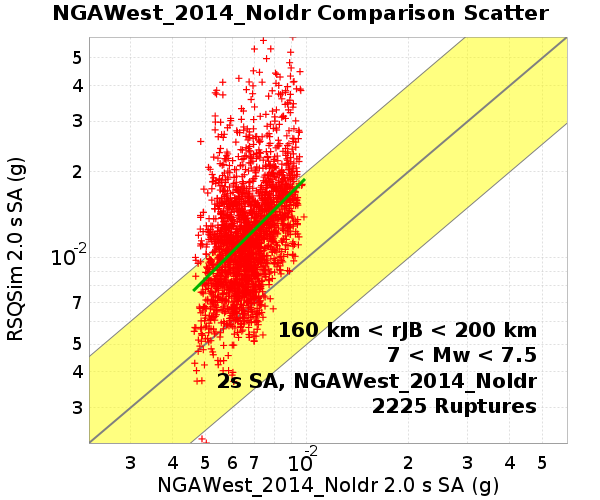 NGAWest_2014_NoIdr Comparison Scatter
RSQSim 2.0 s SA (g)
5
4
3
2
10-2
7
5
4
3
160 km < rJB < 200 km
7 < Mw < 7.5
2s SA, NGAWest_2014_NoIdr
2225 Ruptures
3 4 5 6 7 10-2 2 3 4 5
NGAWest_2014_NoIdr 2.0 s SA (g)